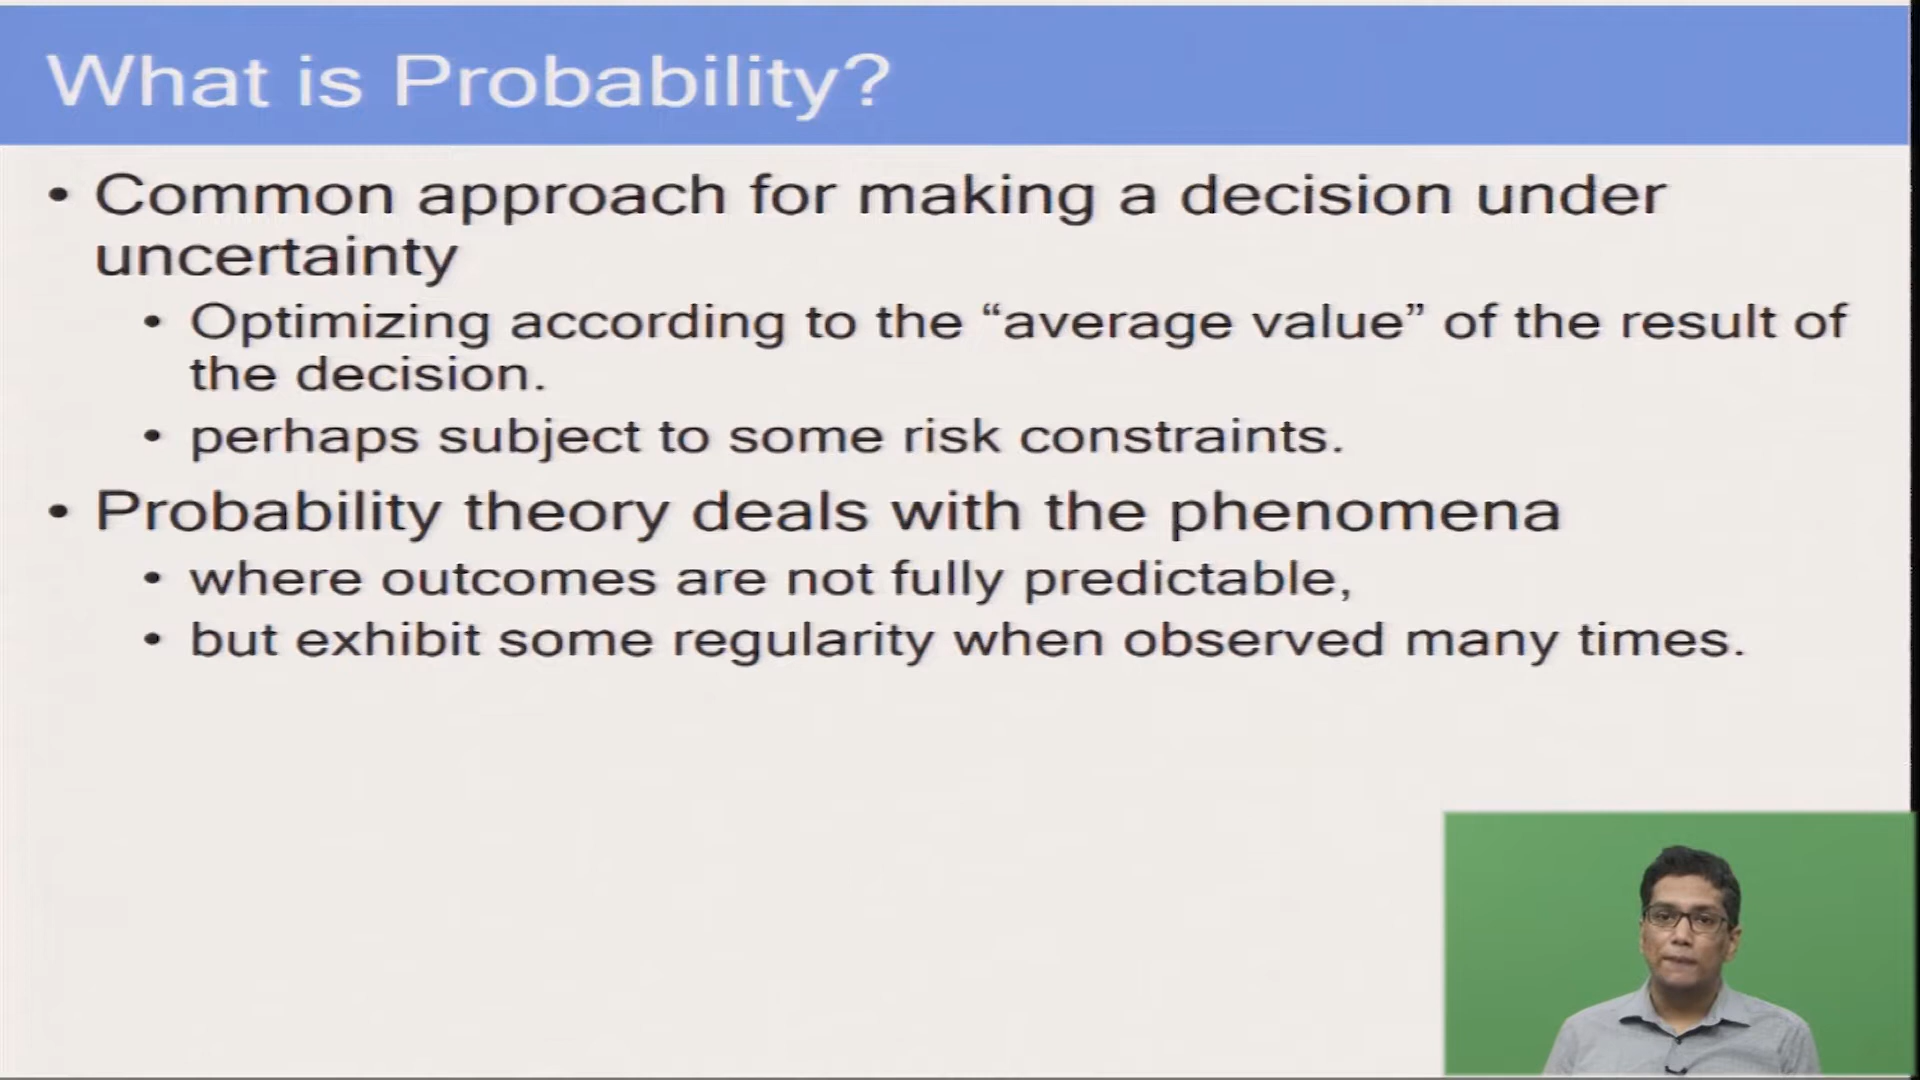 What is Probability?
• Common approach for making a decision under
uncertainty
• Optimizing according to the “average value” of the result of
the decision.
• perhaps subject to some risk constraints.
• Probability theory deals with the phenomena
• where outcomes are not fully predictable,
• but exhibit some regularity when observed many times.